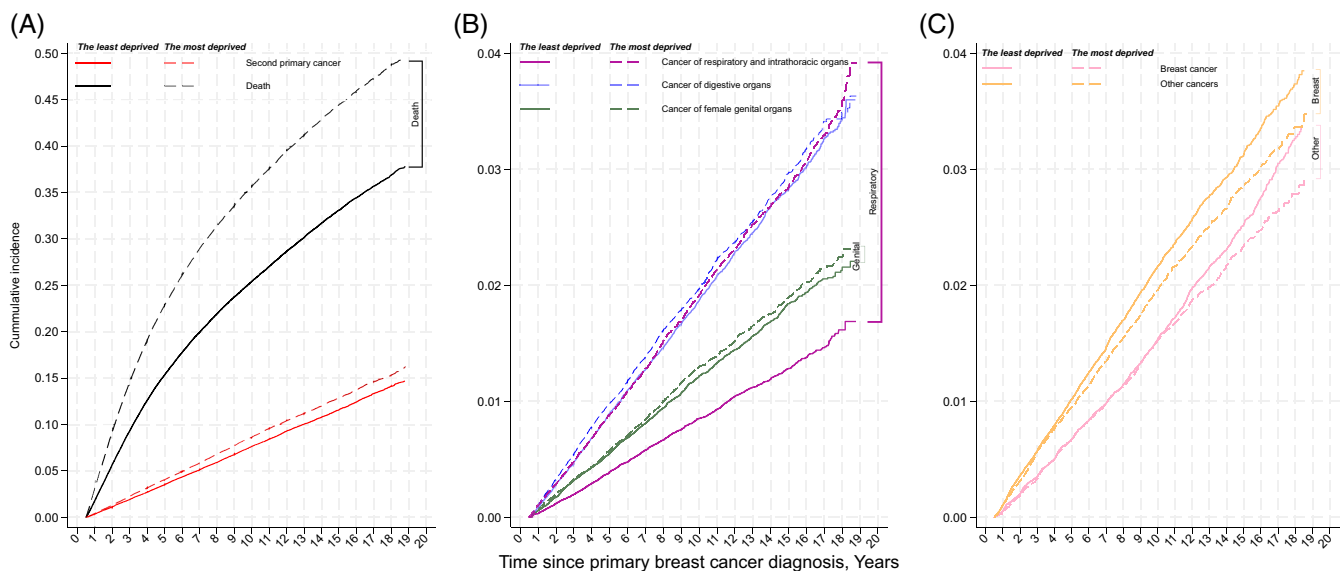 (A)
The least deprived The most deprived
Second primary cancer
Death
0.50
0.45
0.40
0.35
0.30
0.25
0.20
0.15
0.10
0.05
0.00
Cummulative incidence
Death
0 1 2 3 4 5 6 7 8 9 10 11 12 13 14 15 16 17 18 19 20
(B)
The least deprived The most deprived
Cancer of respiratory and intrathoracic organs
Cancer of digestive organs
Cancer of female genital organs
0.04
0.03
0.02
0.01
0.00
Genital
Respiratory
0 1 2 3 4 5 6 7 8 9 10 11 12 13 14 15 16 17 18 19 20
Time since primary breast cancer diagnosis, Years
(C)
The least deprived The most deprived
Breast cancer
Other cancers
0.04
0.03
0.02
0.01
0.00
Breast
Other
0 1 2 3 4 5 6 7 8 9 10 11 12 13 14 15 16 17 18 19 20